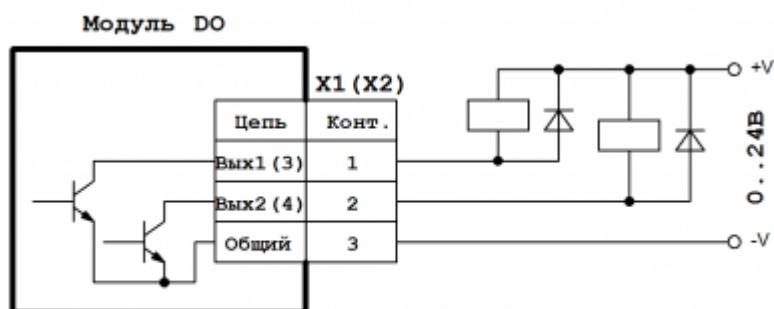 Модуль DO
X1(X2)
Цепь Конт.
Вых1(3) 1
Вых2(4) 2
Общий 3
+V
0..24В
-V